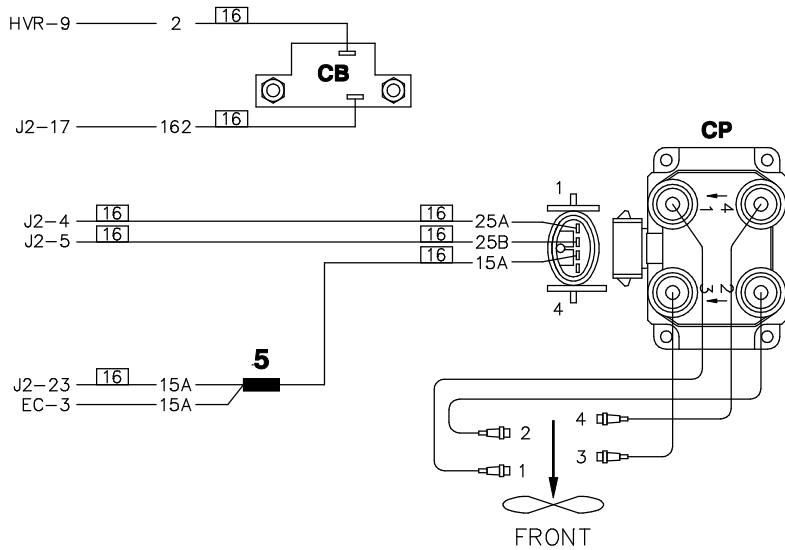 HVR-9 2 16
CB
J2-17 162 16
CP
1
J2-4 16 16 25A
J2-5 16 16 25B
16 15A
4
1 4
3 2
5
J2-23 16 15A
EC-3 15A
2 4
1 3
FRONT